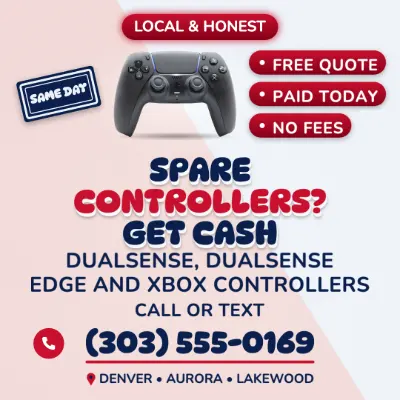 LOCAL & HONEST
SAME DAY
• FREE QUOTE
• PAID TODAY
• NO FEES
SPARE
CONTROLLERS?
GET CASH
DUALSENSE, DUALSENSE
EDGE AND XBOX CONTROLLERS
CALL OR TEXT
(303) 555-0169
DENVER • AURORA • LAKEWOOD